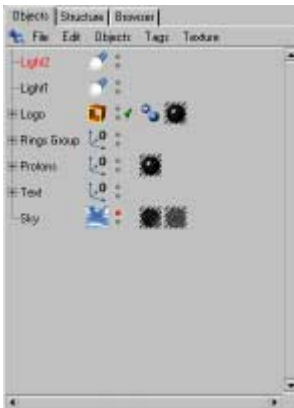 Objects Structure Browser
File Edit Objects Tags Texture
Light2
Light1
Logo
Rings Group
Protons
Text
Sky